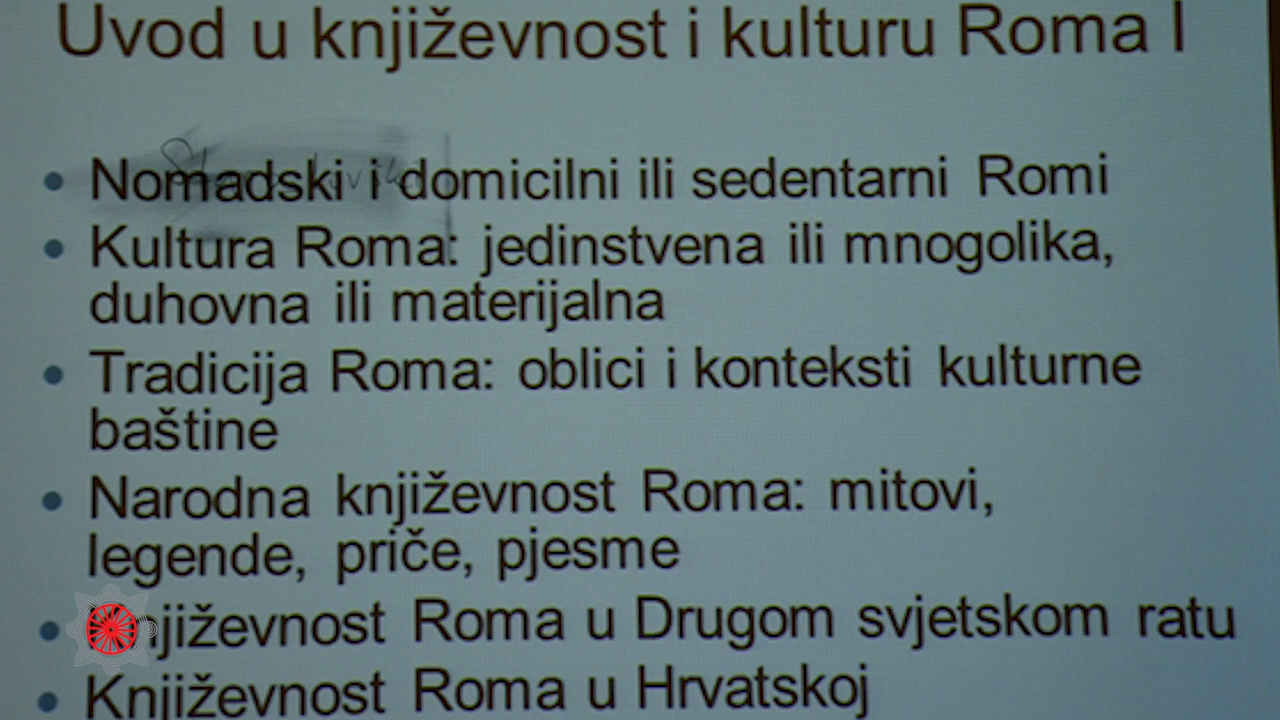 Uvod u književnost i kulturu Roma I
Nomadski i domicilni ili sedentarni Romi
Kultura Roma: jedinstvena ili mnogolika,
duhovna ili materijalna
Tradicija Roma: oblici i konteksti kulturne
baštine
Narodna književnost Roma: mitovi,
legende, priče, pjesme
Književnost Roma u Drugom svjetskom ratu
Književnost Roma u Hrvatskoj